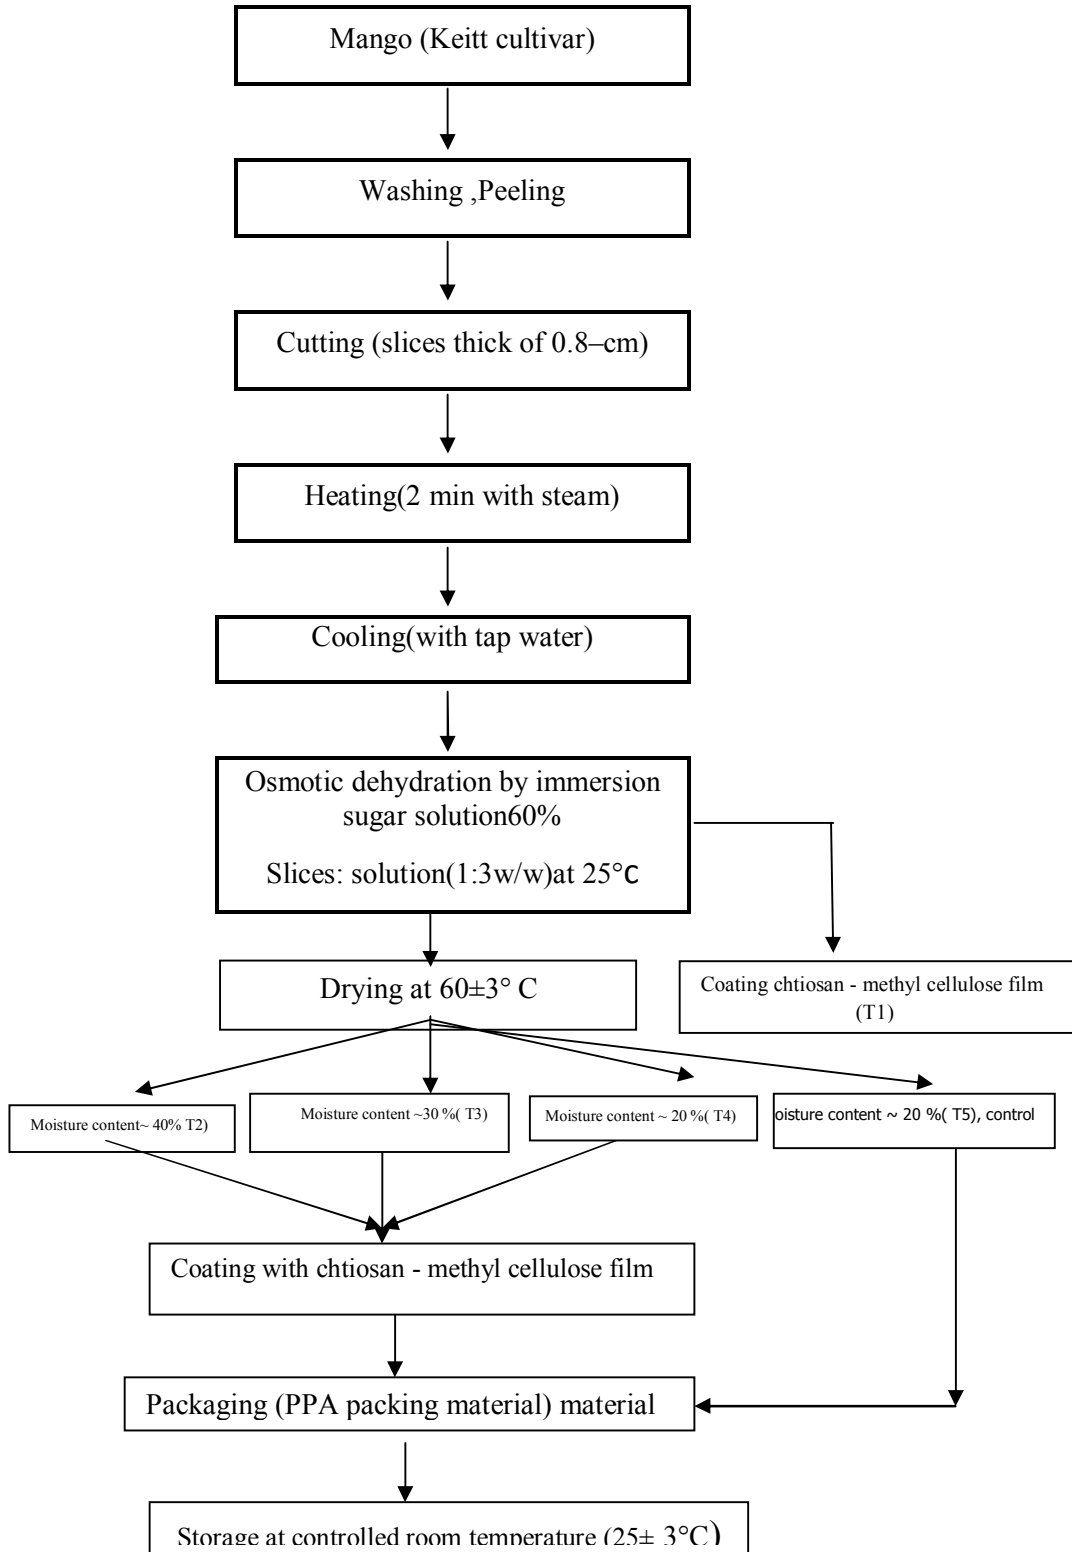 Mango (Keitt cultivar)
Washing ,Peeling
Cutting (slices thick of 0.8–cm)
Heating(2 min with steam)
Cooling(with tap water)
Osmotic dehydration by immersion
sugar solution60%
Slices: solution(1:3w/w)at 25°c
Drying at 60±3° C
Coating chtiosan - methyl cellulose film
(T1)
Moisture content~ 40% T2)
Moisture content ~30 %( T3)
Moisture content ~ 20 %( T4)
oisture content ~ 20 %( T5), control
Coating with chtiosan - methyl cellulose film
Packaging (PPA packing material) material
Storage at controlled room temperature (25± 3°C)